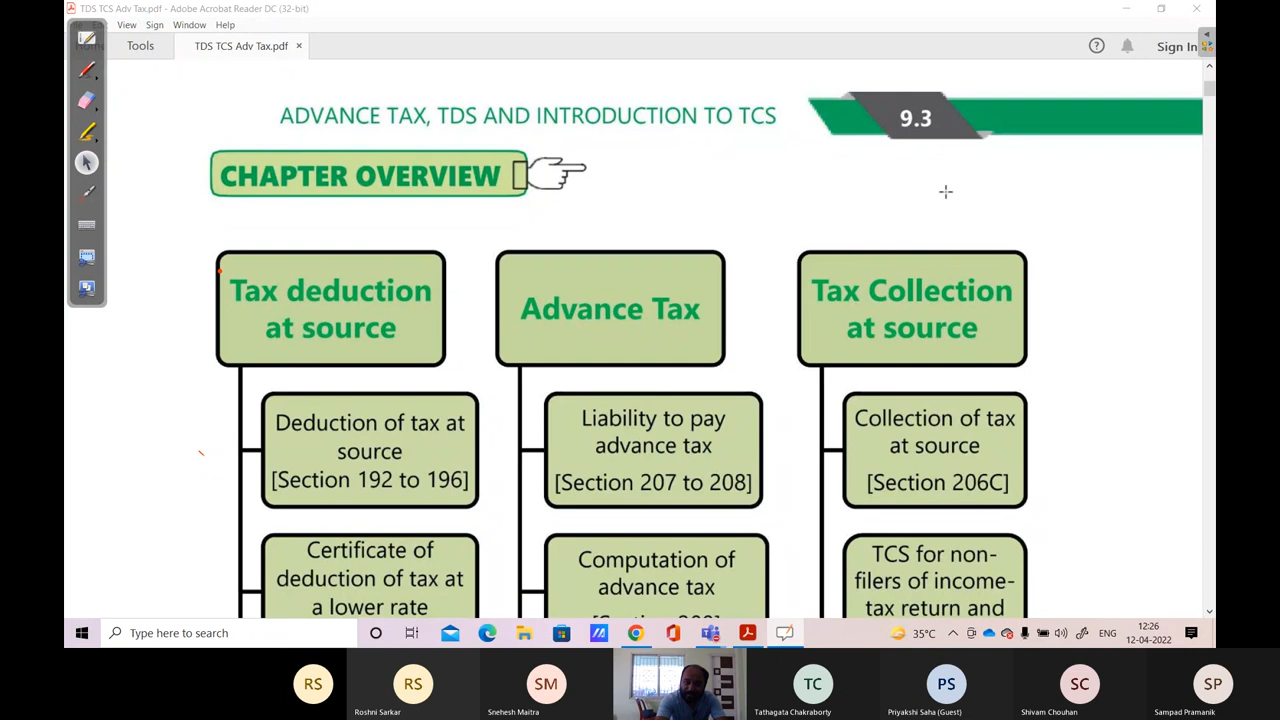 TDS TCS Adv Tax.pdf - Adobe Acrobat Reader DC (32-bit)
View Sign Window Help
Tools TDS TCS Adv Tax.pdf × Sign In
ADVANCE TAX, TDS AND INTRODUCTION TO TCS 9.3
CHAPTER OVERVIEW
Tax deduction
at source
Advance Tax
Tax Collection
at source
Deduction of tax at
source
[Section 192 to 196]
Liability to pay
advance tax
[Section 207 to 208]
Collection of tax
at source
[Section 206C]
Certificate of
deduction of tax at
a lower rate
Computation of
advance tax
TCS for non-
filers of income-
tax return and
Type here to search
35°C
ENG
12:26
12-04-2022
RS
RS
Roshni Sarkar
SM
Snehesh Maitra
TC
Tathagata Chakraborty
PS
Priyakshi Saha (Guest)
SC
Shivam Chouhan
SP
Sampad Pramanik